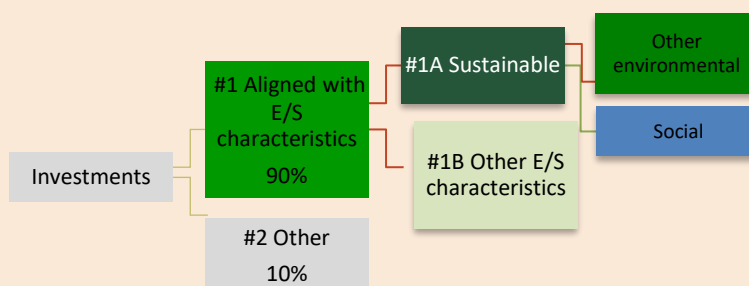 Investments
#1 Aligned with
E/S
characteristics
90%
#2 Other
10%
#1A Sustainable
#1B Other E/S
characteristics
Other
environmental
Social